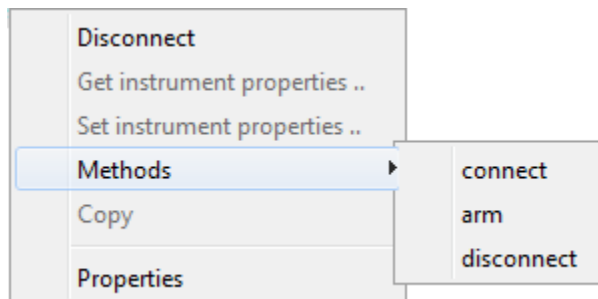 Disconnect
Get instrument properties ..
Set instrument properties ..
Methods
connect
Copy
arm
disconnect
Properties